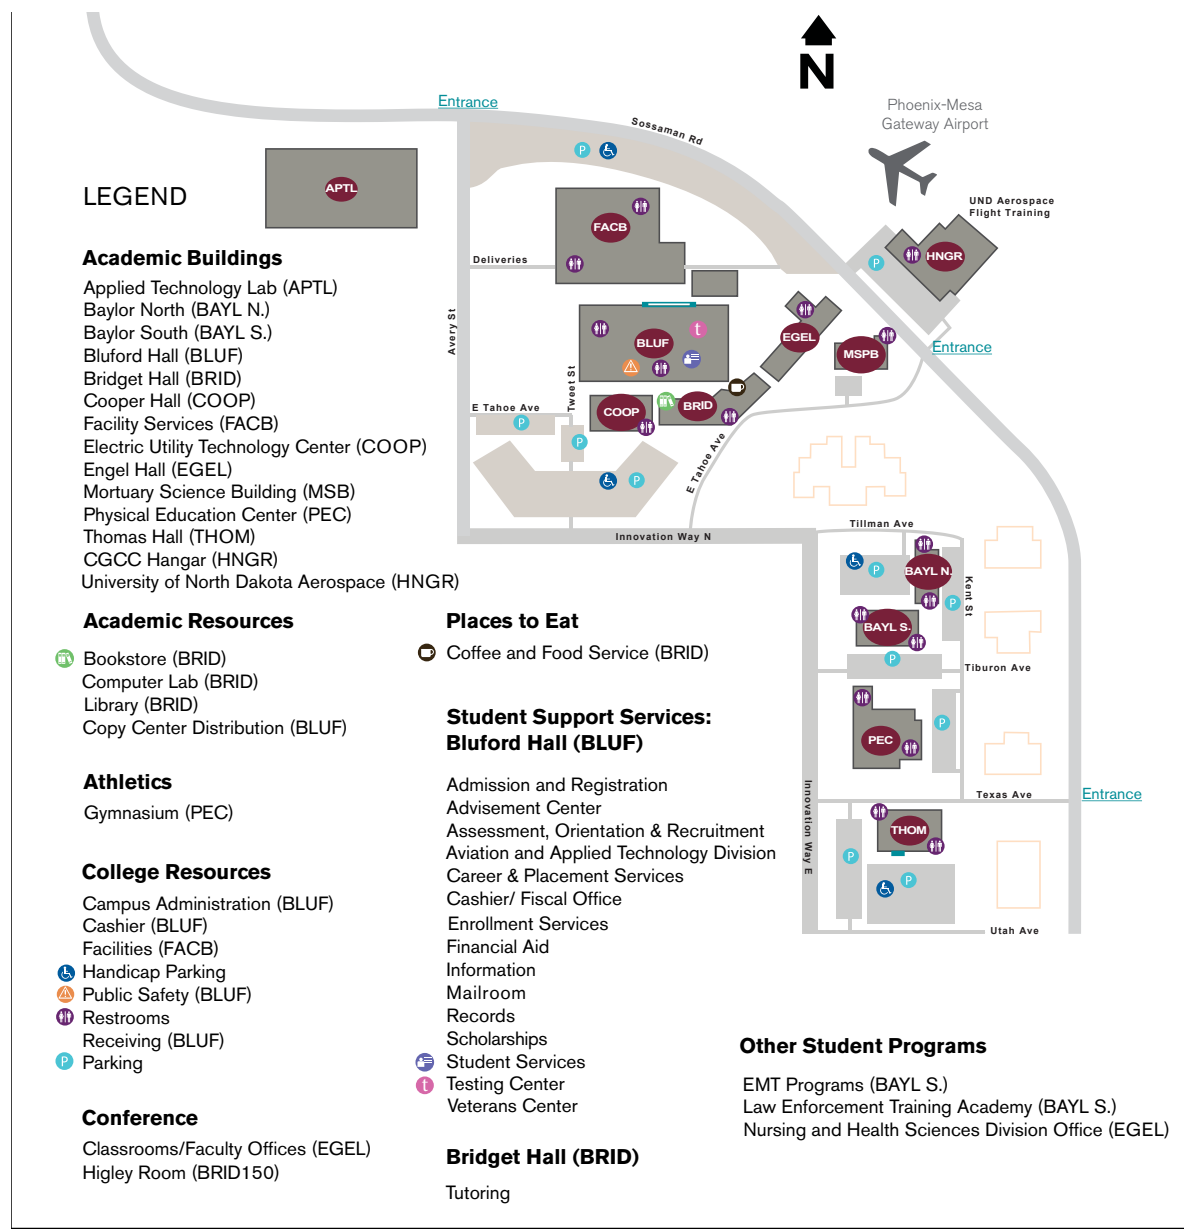 N
Entrance
Sossaman Rd
Phoenix-Mesa
Gateway Airport
P
APTL
LEGEND
UND Aerospace
Flight Training
FACB
HNGR
Deliveries
P
Avery St
BLUF
t
EGEL
MSPB
Entrance
Tweet St
E Tahoe Ave
COOP
BRID
P
P
E Tahoe Ave
P
Innovation Way N
Tillman Ave
BAYL N.
P
P
Kent St
BAYL S.
P
Tiburon Ave
PEC
P
Innovation Way E
Texas Ave
Entrance
THOM
P
P
Utah Ave
Academic Buildings
Applied Technology Lab (APTL)
Baylor North (BAYL N.)
Baylor South (BAYL S.)
Bluford Hall (BLUF)
Bridget Hall (BRID)
Cooper Hall (COOP)
Facility Services (FACB)
Electric Utility Technology Center (COOP)
Engel Hall (EGEL)
Mortuary Science Building (MSB)
Physical Education Center (PEC)
Thomas Hall (THOM)
CGCC Hangar (HNGR)
University of North Dakota Aerospace (HNGR)
Academic Resources
Bookstore (BRID)
Computer Lab (BRID)
Library (BRID)
Copy Center Distribution (BLUF)
Athletics
Gymnasium (PEC)
College Resources
Campus Administration (BLUF)
Cashier (BLUF)
Facilities (FACB)
Handicap Parking
Public Safety (BLUF)
Restrooms
Receiving (BLUF)
P Parking
Conference
Classrooms/Faculty Offices (EGEL)
Higley Room (BRID150)
Places to Eat
Coffee and Food Service (BRID)
Student Support Services:
Bluford Hall (BLUF)
Admission and Registration
Advisement Center
Assessment, Orientation & Recruitment
Aviation and Applied Technology Division
Career & Placement Services
Cashier/ Fiscal Office
Enrollment Services
Financial Aid
Information
Mailroom
Records
Scholarships
Student Services
t Testing Center
Veterans Center
Bridget Hall (BRID)
Tutoring
Other Student Programs
EMT Programs (BAYL S.)
Law Enforcement Training Academy (BAYL S.)
Nursing and Health Sciences Division Office (EGEL)